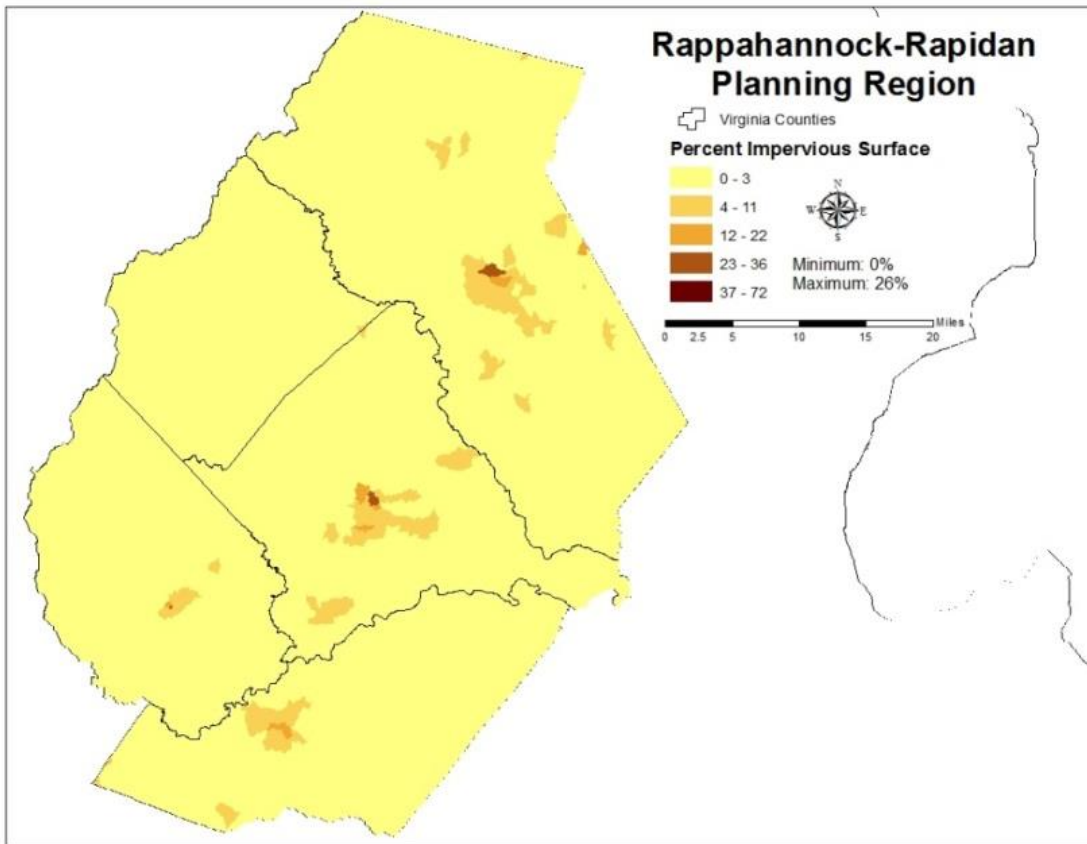 Rappahannock-Rapidan
Planning Region
Virginia Counties
Percent Impervious Surface
0 - 3
4 - 11
12 - 22
23 - 36
37 - 72
N
W E
S
Minimum: 0%
Maximum: 26%
Miles
0 2.5 5 10 15 20